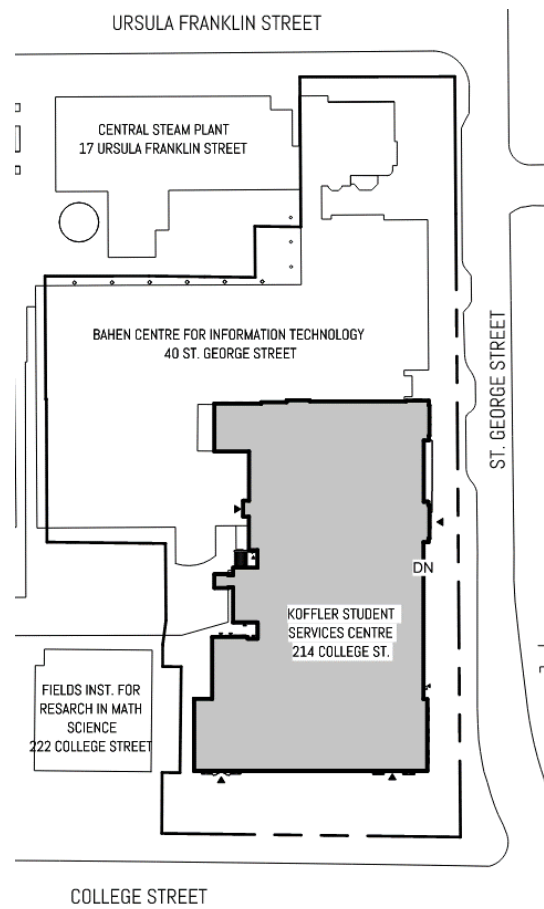 URSULA FRANKLIN STREET
CENTRAL STEAM PLANT
17 URSULA FRANKLIN STREET
BAHEN CENTRE FOR INFORMATION TECHNOLOGY
40 ST. GEORGE STREET
ST. GEORGE STREET
DN
KOFFLER STUDENT
SERVICES CENTRE
214 COLLEGE ST.
FIELDS INST. FOR
RESARCH IN MATH
SCIENCE
222 COLLEGE STREET
COLLEGE STREET